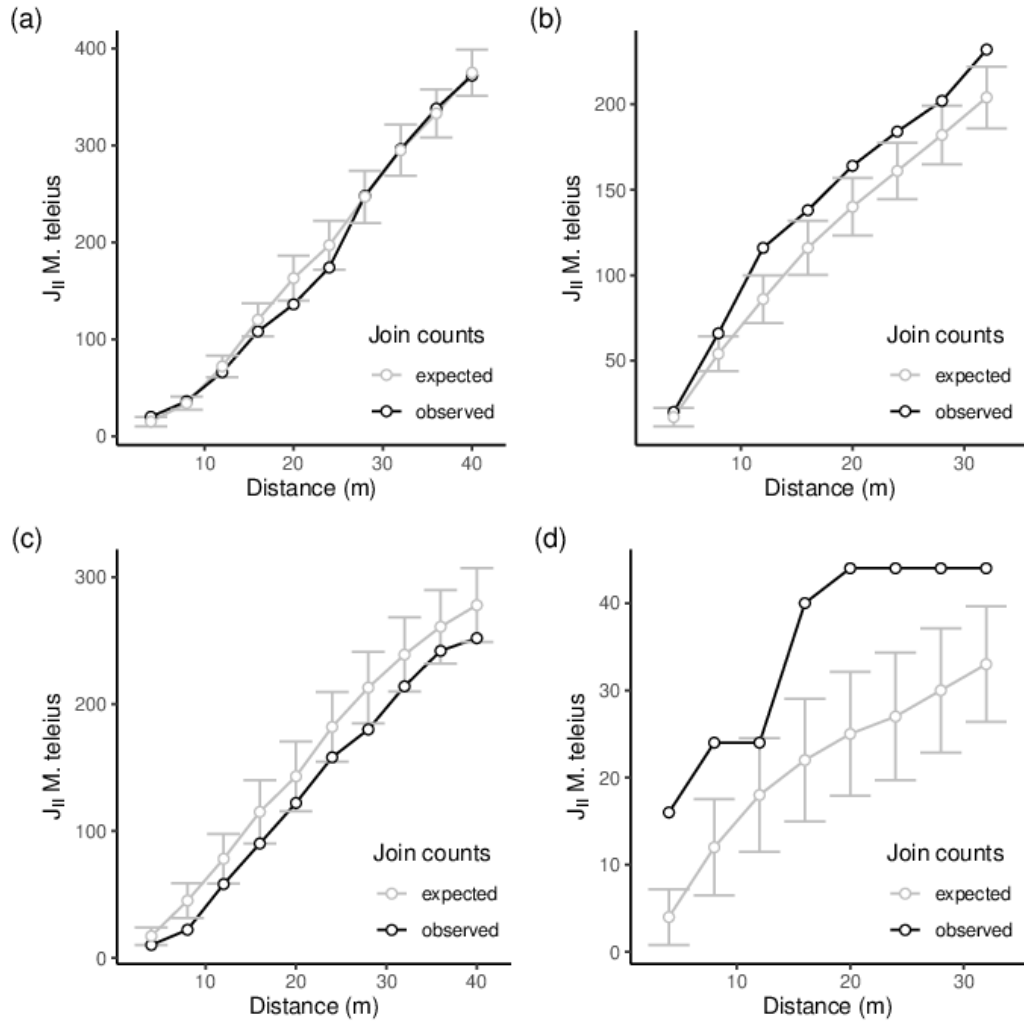 (a)
J_II M. teleius
400
300
200
100
0
10 20 30 40
Distance (m)
Join counts
expected
observed
(b)
J_II M. teleius
200
150
100
50
10 20 30
Distance (m)
Join counts
expected
observed
(c)
J_II M. teleius
300
200
100
0
10 20 30 40
Distance (m)
Join counts
expected
observed
(d)
J_II M. teleius
40
30
20
10
0
10 20 30
Distance (m)
Join counts
expected
observed